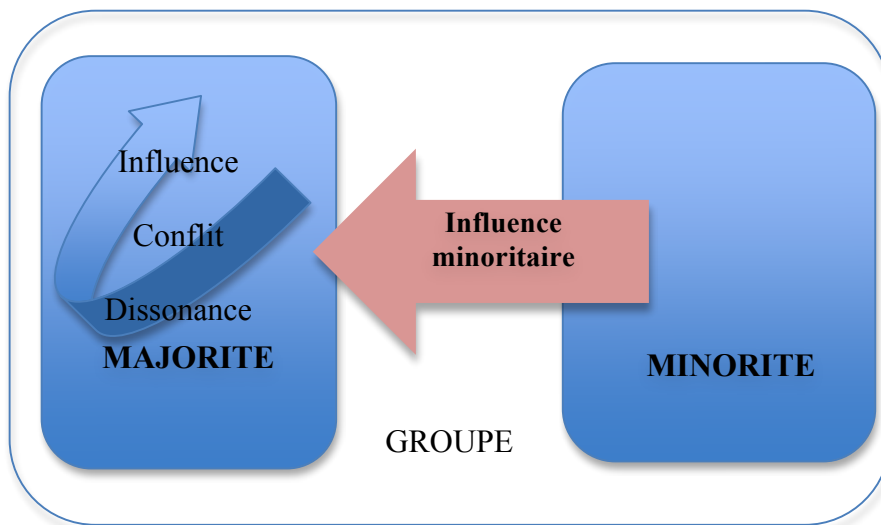 Influence
Conflit
Dissonance
MAJORITE
Influence
minoritaire
MINORITE
GROUPE